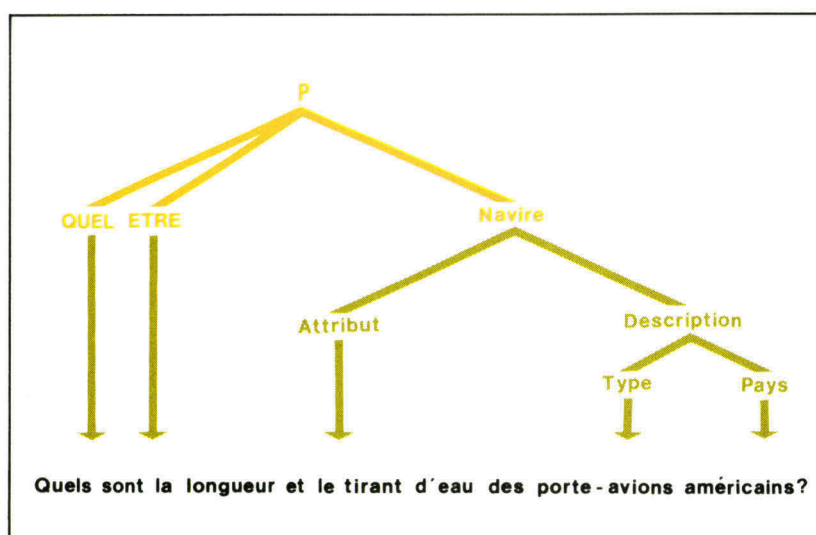 P
QUEL ETRE Navire
Attribut Description
Type Pays
Quels sont la longueur et le tirant d'eau des porte-avions américains?